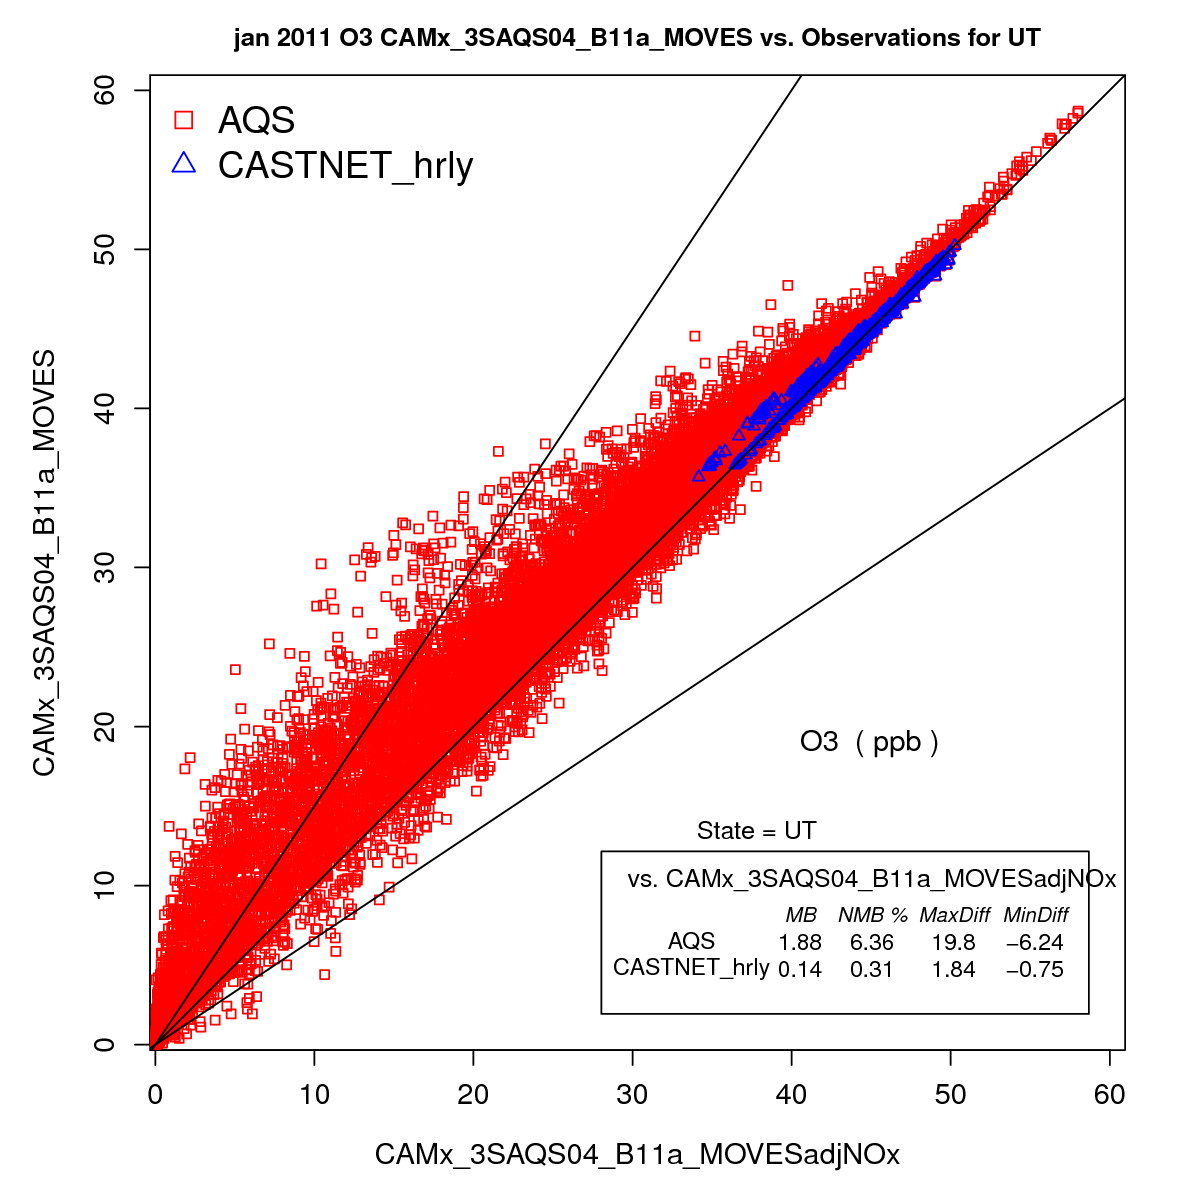 jan 2011 O3 CAMx_3SAQS04_B11a_MOVES vs. Observations for UT
AQS
CASTNET_hrly
60
50
40
30
20
10
0
CAMx_3SAQS04_B11a_MOVES
O3 ( ppb )
State = UT
vs. CAMx_3SAQS04_B11a_MOVESadjNOx
MB NMB % MaxDiff MinDiff
AQS 1.88 6.36 19.8 −6.24
CASTNET_hrly 0.14 0.31 1.84 −0.75
0 10 20 30 40 50 60
CAMx_3SAQS04_B11a_MOVESadjNOx